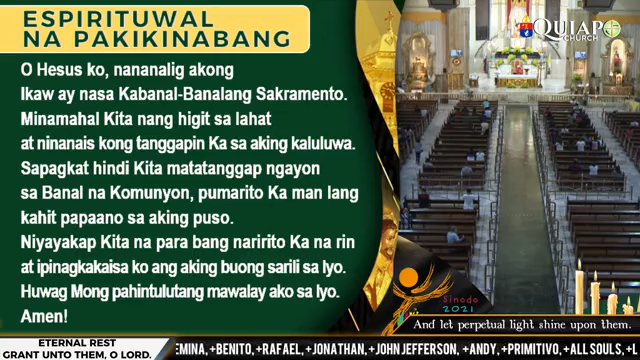 ESPIRITUWAL
NA PAKIKINABANG
O Hesus ko, nananalig akong
Ikaw ay nasa Kabanal-Banalang Sakramento.
Minamahal Kita nang higit sa lahat
at ninanais kong tanggapin Ka sa aking kaluluwa.
Sapagkat hindi Kita matatanggap ngayon
sa Banal na Komunyon, pumarito Ka man lang
kahit papaano sa aking puso.
Niyayakap Kita na para bang naririto Ka na rin
at ipinagkakaisa ko ang aking buong sarili sa Iyo.
Huwag Mong pahintulutang mawalay ako sa Iyo.
Amen!
QUIAPO
CHURCH
Sinodo
2021
And let perpetual light shine upon them.
ETERNAL REST
GRANT UNTO THEM, O LORD.
EMINA, +BENITO, +RAFAEL, +JONATHAN, +JOHN JEFFERSON, +ANDY, +PRIMITIVO, +ALL SOULS, +